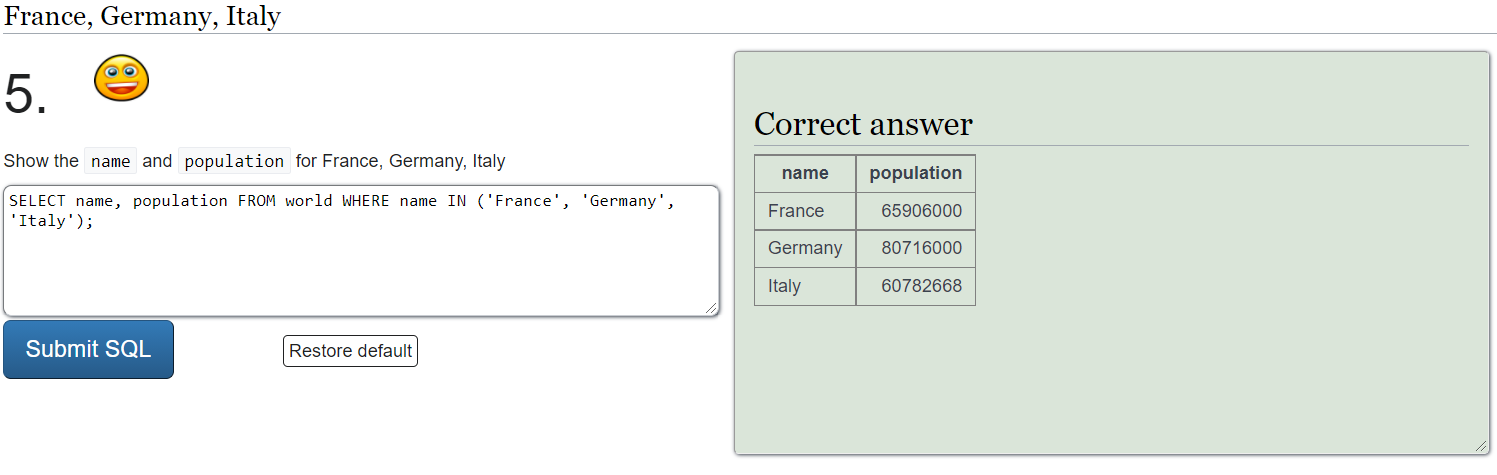 France, Germany, Italy
5.
Show the name and population for France, Germany, Italy
SELECT name, population FROM world WHERE name IN ('France', 'Germany',
'Italy');
Submit SQL
Restore default
Correct answer
name population
France 65906000
Germany 80716000
Italy 60782668